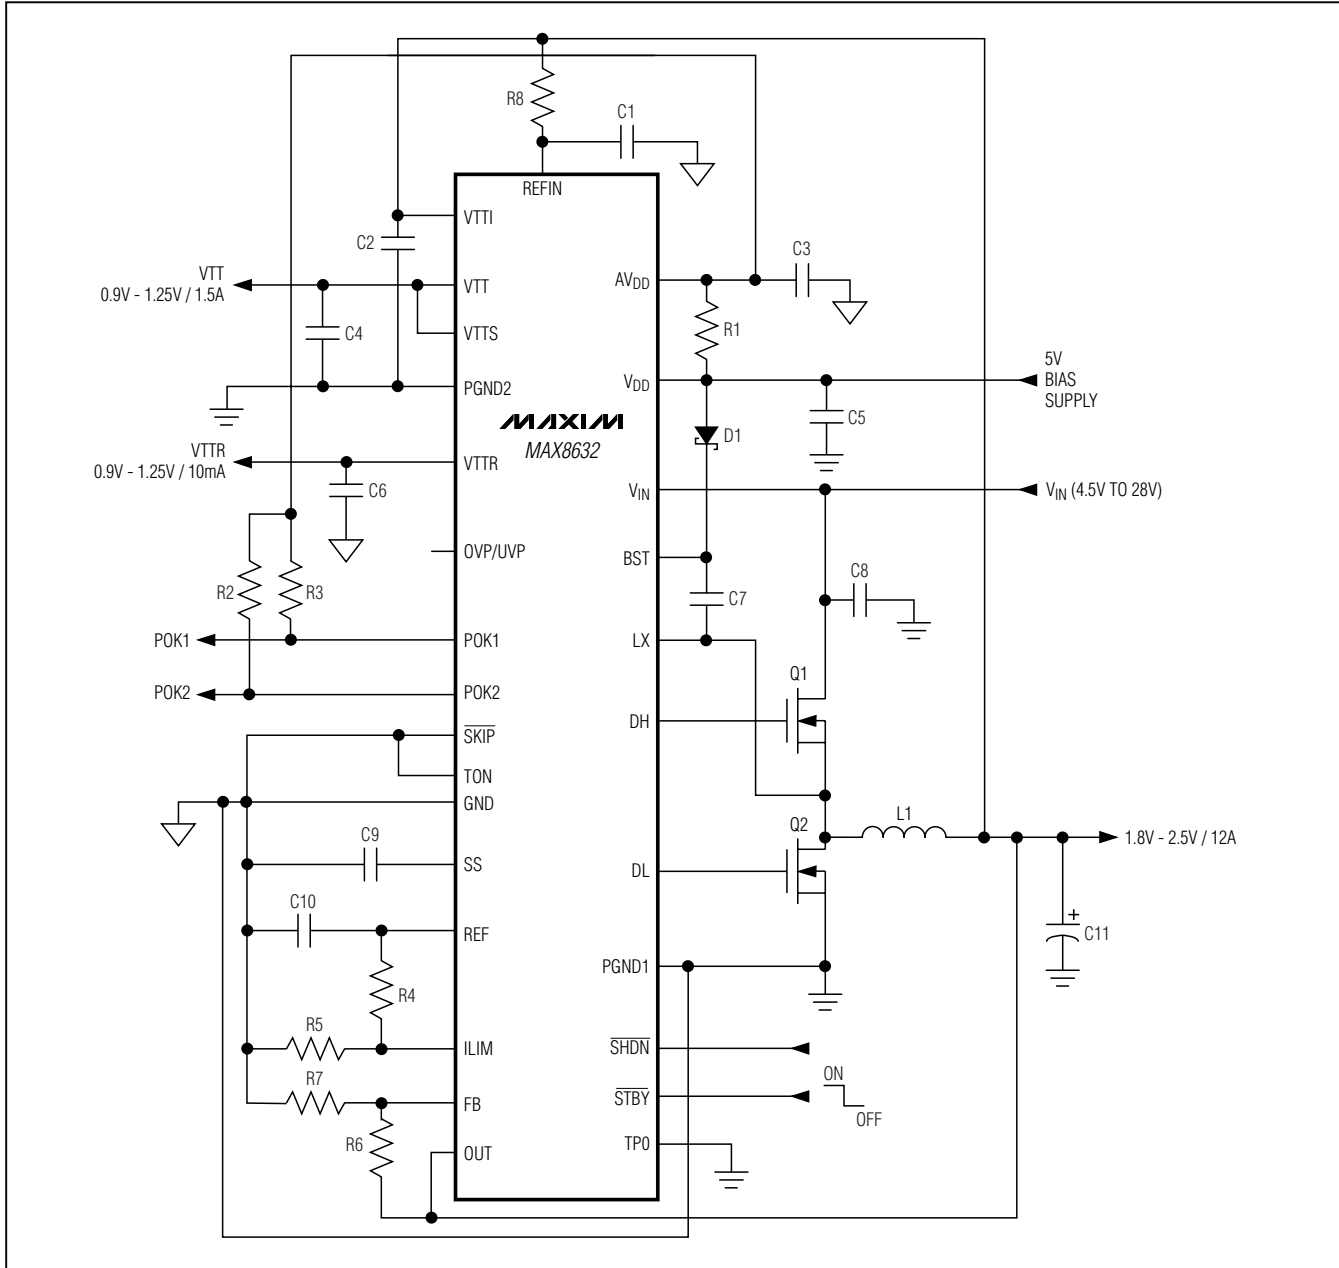 R8
C1
REFIN
VTTI
C2
C3
VTT
0.9V - 1.25V / 1.5A
VTT
AVDD
C4
VTTS
R1
5V
BIAS
SUPPLY
PGND2
VDD
C5
MAXIM
MAX8632
D1
VTTR
0.9V - 1.25V / 10mA
VTTR
C6
VIN
VIN (4.5V TO 28V)
OVP/UVP
BST
C8
R2
R3
C7
POK1
POK1
LX
Q1
POK2
POK2
DH
SKIP
TON
GND
L1
Q2
1.8V - 2.5V / 12A
C9
SS
DL
C10
REF
C11
+
PGND1
R4
R5
ILIM
SHDN
R7
FB
STBY
ON
OFF
R6
OUT
TP0